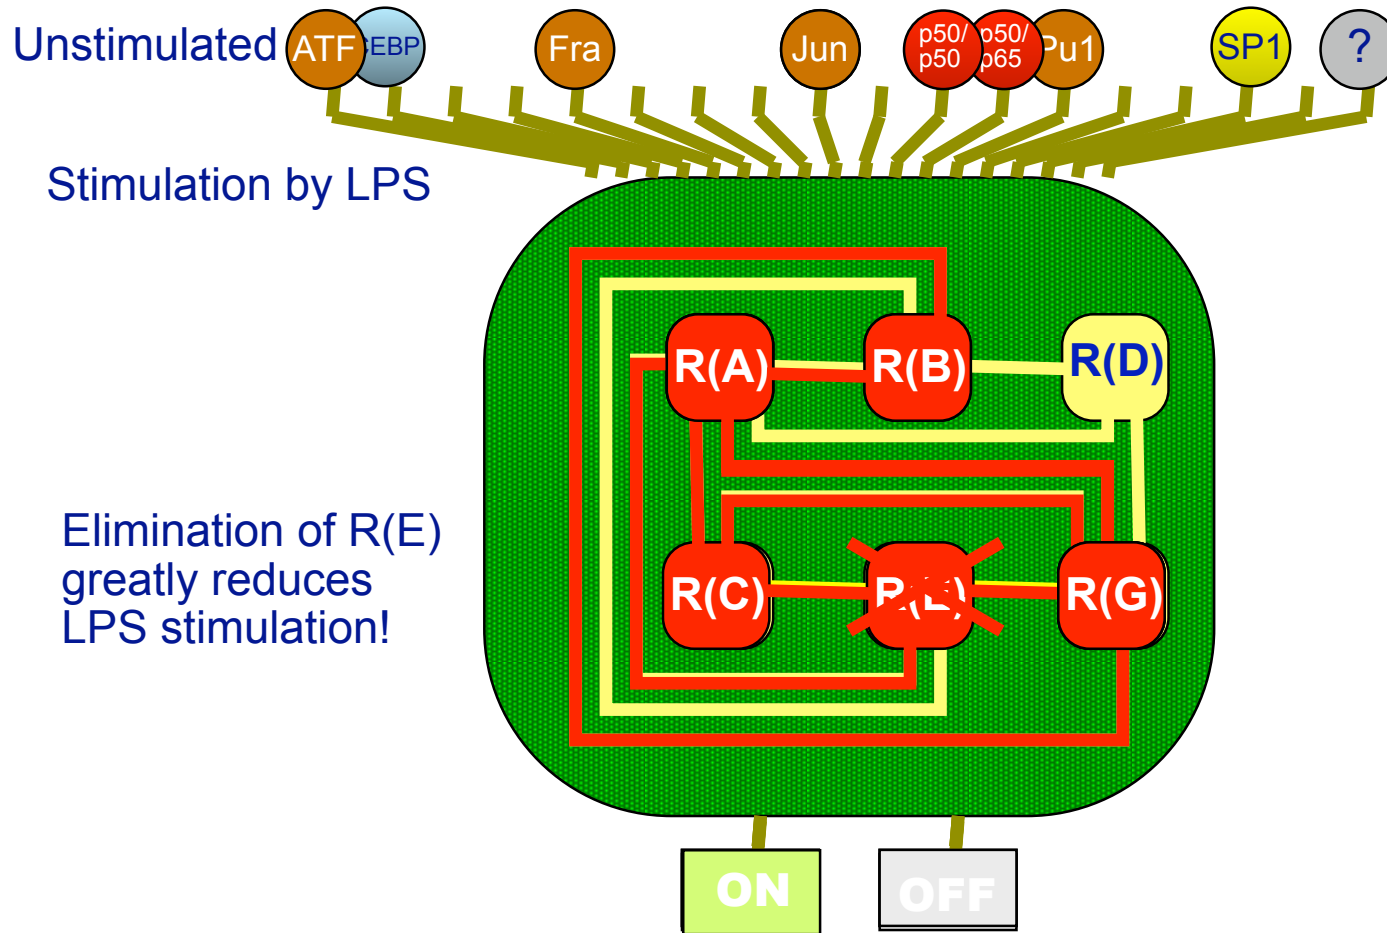 Unstimulated
ATF
CEBP
Fra
Jun
p50/
p50
p50/
p65
Pu1
SP1
?
Stimulation by LPS
R(A)
R(B)
R(D)
Elimination of R(E)
greatly reduces
LPS stimulation!
R(C)
R(E)
R(G)
ON
OFF